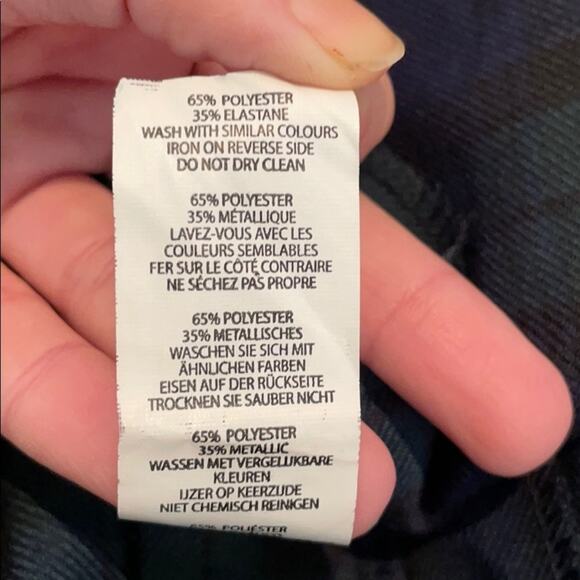 65% POLYESTER
35% ELASTANE
WASH WITH SIMILAR COLOURS
IRON ON REVERSE SIDE
DO NOT DRY CLEAN
65% POLYESTER
35% MÉTALLIQUE
LAVEZ-VOUS AVEC LES
COULEURS SEMBLABLES
FER SUR LE CÔTÉ CONTRAIRE
NE SÉCHEZ PAS PROPRE
65% POLYESTER
35% METALLISCHES
WASCHEN SIE SICH MIT
ÄHNLICHEN FARBEN
EISEN AUF DER RÜCKSEITE
TROCKNEN SIE SAUBER NICHT
65% POLYESTER
35% METALLIC
WASSEN MET VERGELIJKBARE
KLEUREN
IJZER OP KEERZIJDE
NIET CHEMISCH REINIGEN
65% POLIÉSTER